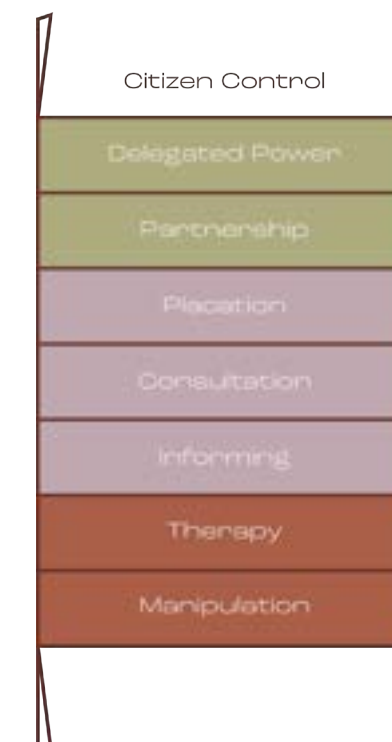 Citizen Control
Delegated Power
Partnership
Placation
Consultation
Informing
Therapy
Manipulation